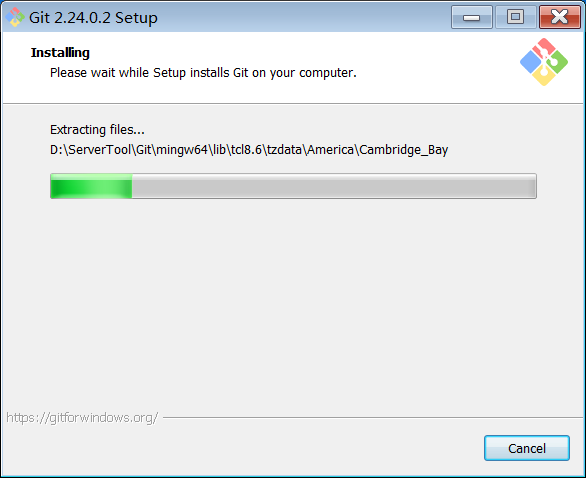 Git 2.24.0.2 Setup
Installing
Please wait while Setup installs Git on your computer.
Extracting files...
D:\ServerTool\Git\mingw64\lib\tcl8.6\tzdata\America\Cambridge_Bay
https://gitforwindows.org/
Cancel